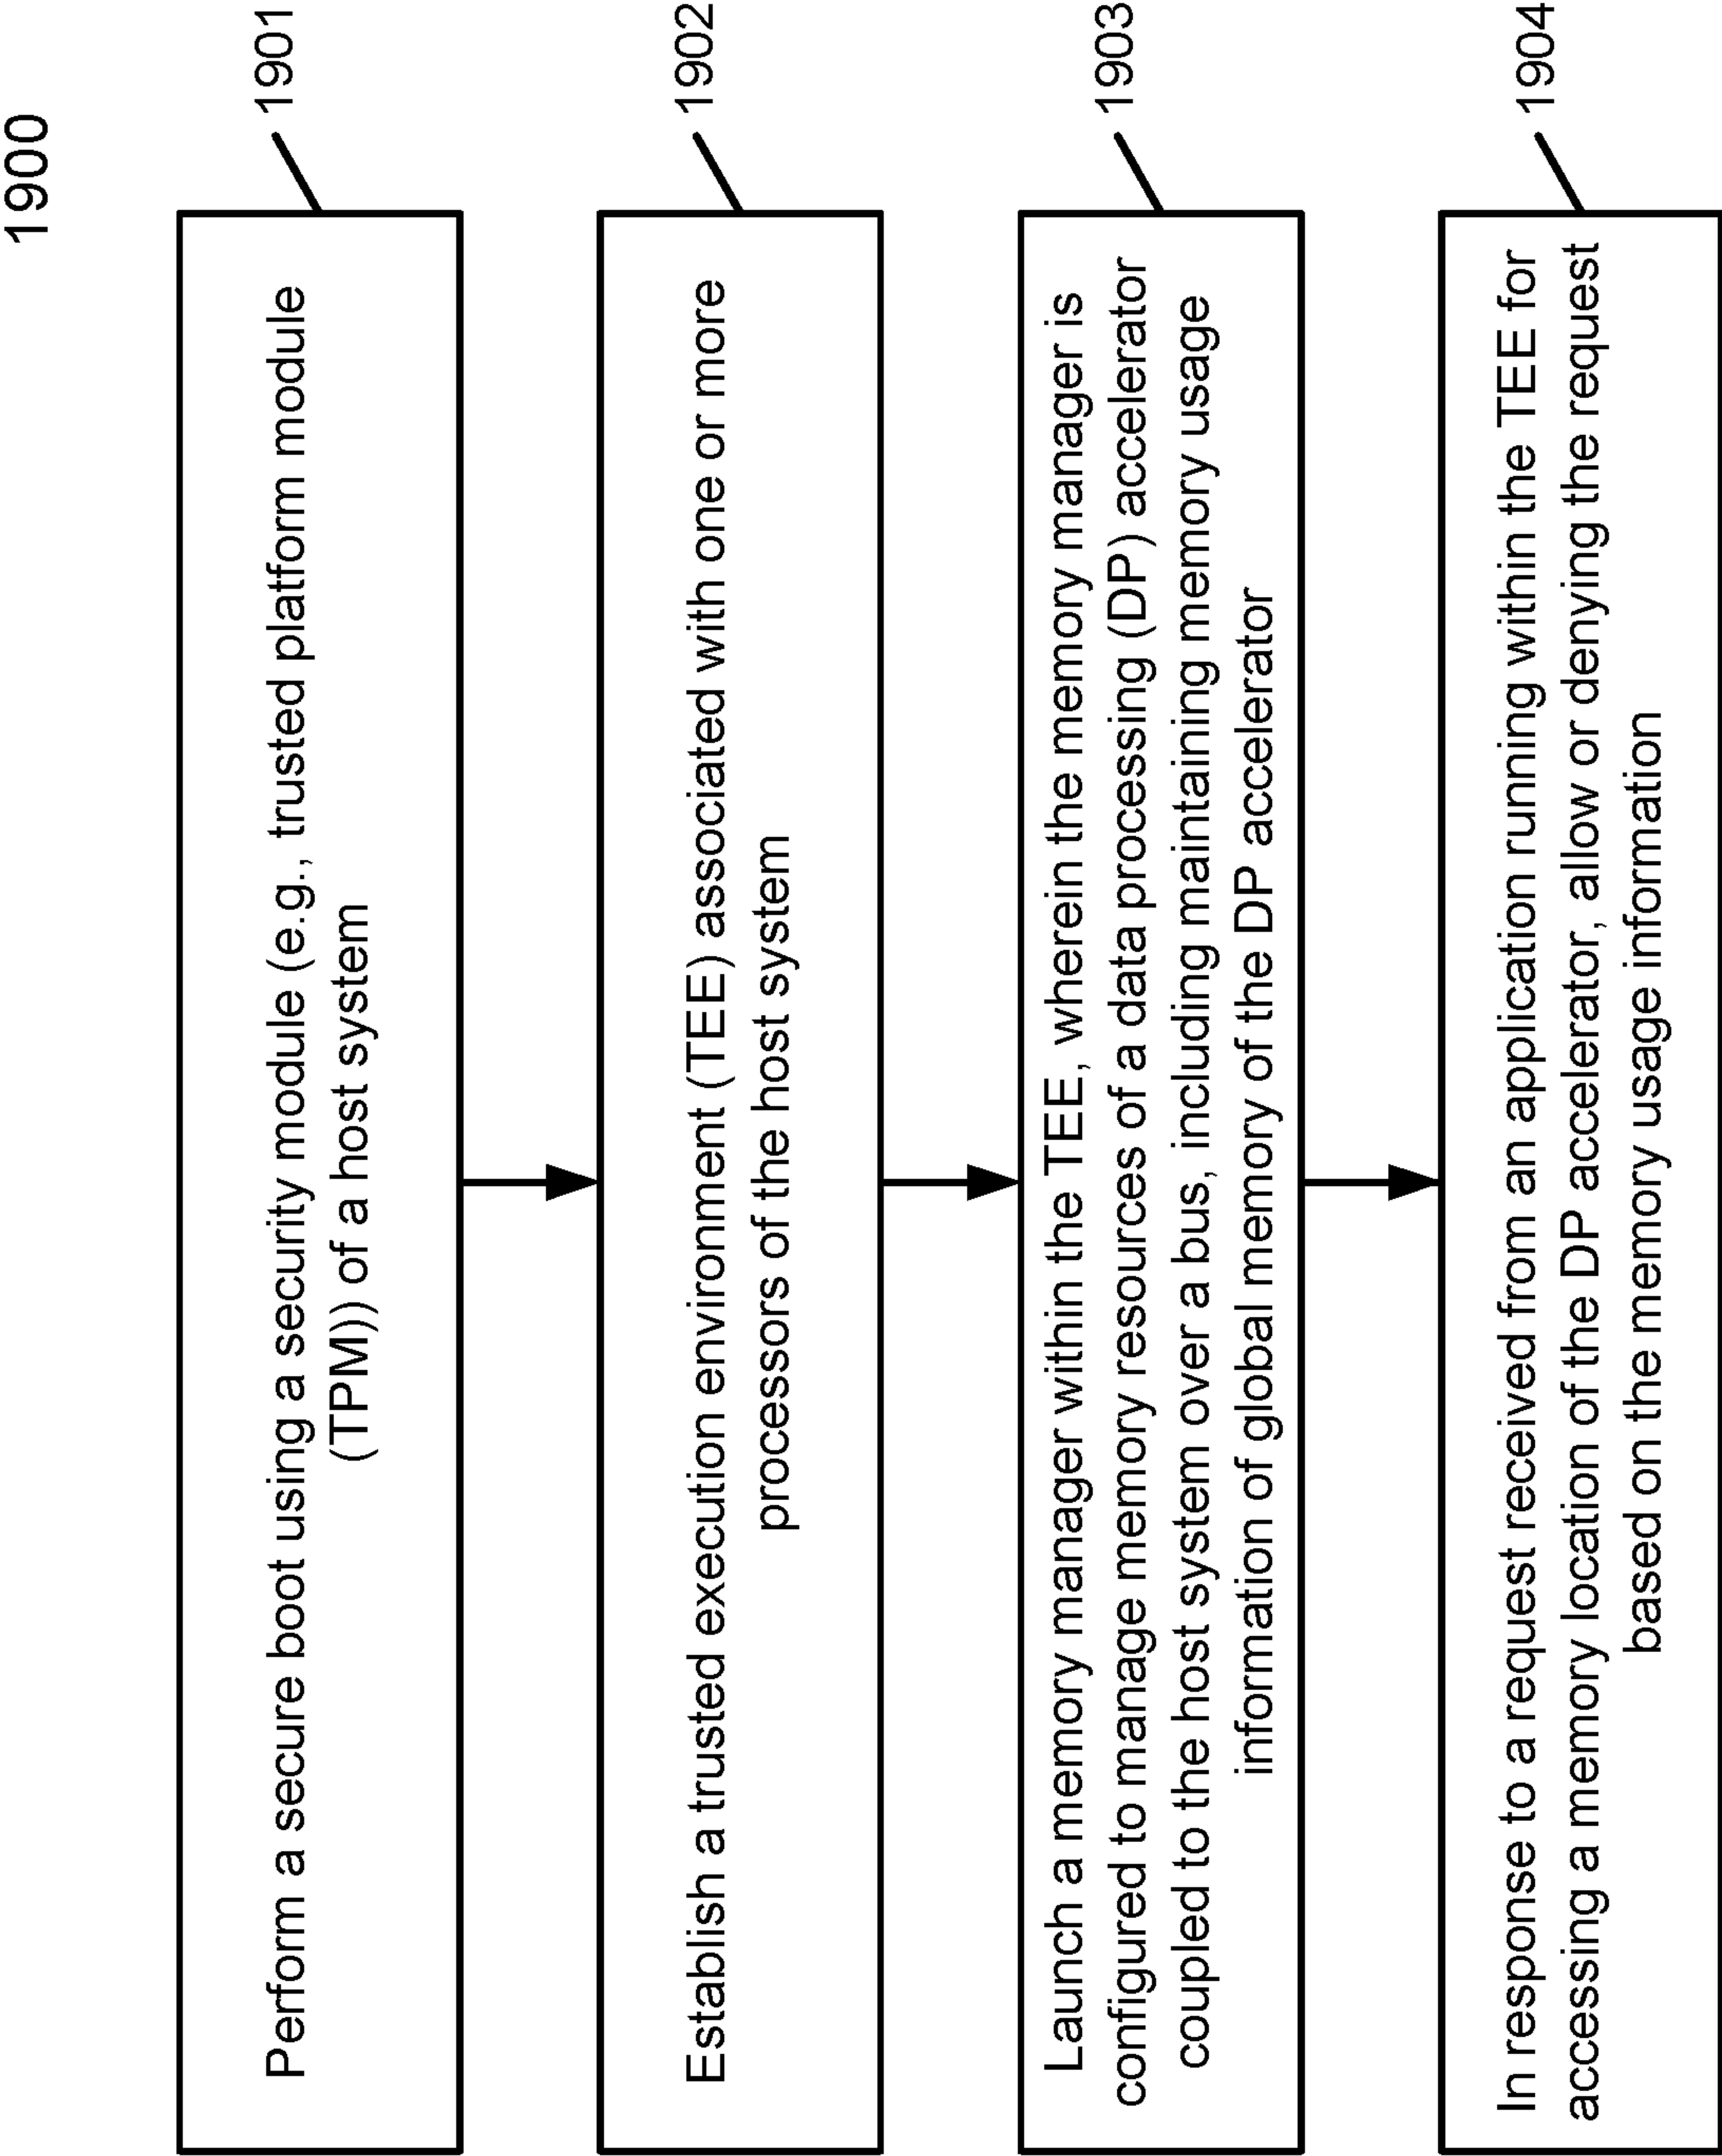 1900
Perform a secure boot using a security module (e.g., trusted platform module
(TPM)) of a host system
1901
Establish a trusted execution environment (TEE) associated with one or more
processors of the host system
1902
Launch a memory manager within the TEE, wherein the memory manager is
configured to manage memory resources of a data processing (DP) accelerator
coupled to the host system over a bus, including maintaining memory usage
information of global memory of the DP accelerator
1903
In response to a request received from an application running within the TEE for
accessing a memory location of the DP accelerator, allow or denying the request
based on the memory usage information
1904